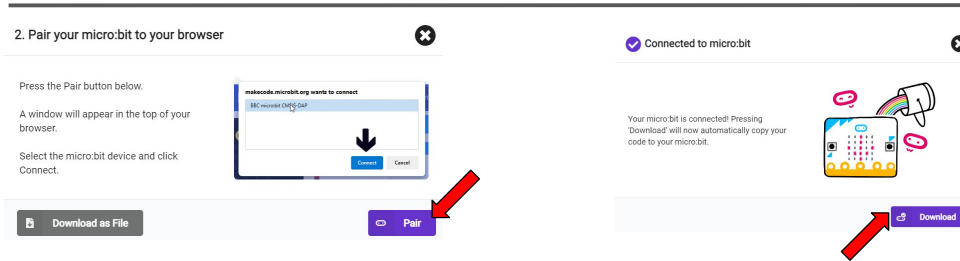 2. Pair your micro:bit to your browser
Press the Pair button below.
A window will appear in the top of your
browser.
Select the micro:bit device and click
Connect.
makecode.microbit.org wants to connect
BBC micro:bit CMSIS-DAP
Connect Cancel
Download as File
Pair
Connected to micro:bit
Your micro:bit is connected! Pressing
'Download' will now automatically copy your
code to your micro:bit.
Download